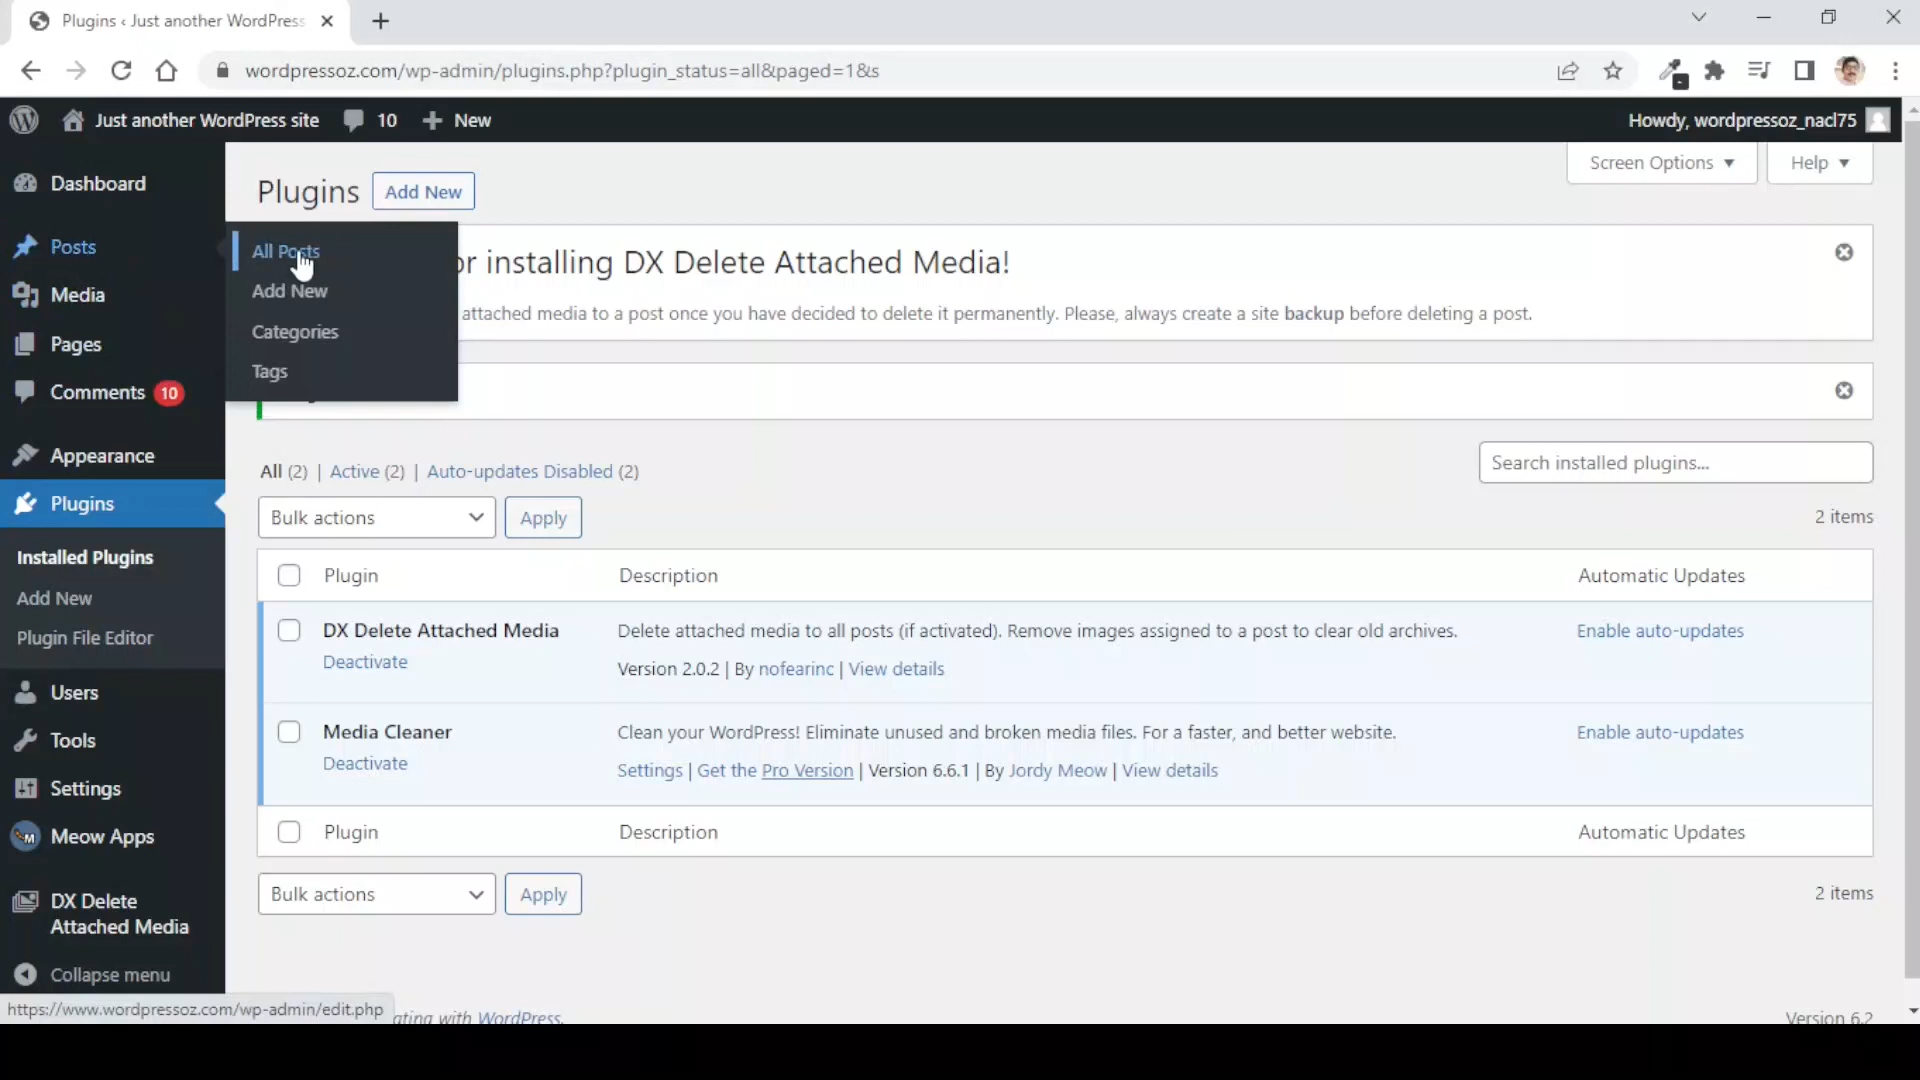 Plugins ‹ Just another WordPress
wordpressoz.com/wp-admin/plugins.php?plugin_status=all&paged=1&s
Just another WordPress site 10 New Howdy, wordpressoz_nacl75
Dashboard
Posts
Media
Pages
Comments 10
Appearance
Plugins
Installed Plugins
Add New
Plugin File Editor
Users
Tools
Settings
Meow Apps
DX Delete
Attached Media
Collapse menu
All Posts
Add New
Categories
Tags
Screen Options Help
Plugins Add New
or installing DX Delete Attached Media!
attached media to a post once you have decided to delete it permanently. Please, always create a site backup before deleting a post.
All (2) | Active (2) | Auto-updates Disabled (2)
Search installed plugins...
Bulk actions Apply 2 items
Plugin Description Automatic Updates
DX Delete Attached Media Delete attached media to all posts (if activated). Remove images assigned to a post to clear old archives. Enable auto-updates
Deactivate Version 2.0.2 | By nofearinc | View details
Media Cleaner Clean your WordPress! Eliminate unused and broken media files. For a faster, and better website. Enable auto-updates
Deactivate Settings | Get the Pro Version | Version 6.6.1 | By Jordy Meow | View details
Plugin Description Automatic Updates
Bulk actions Apply 2 items
https://www.wordpressoz.com/wp-admin/edit.php
ating with WordPress.
Version 6.2